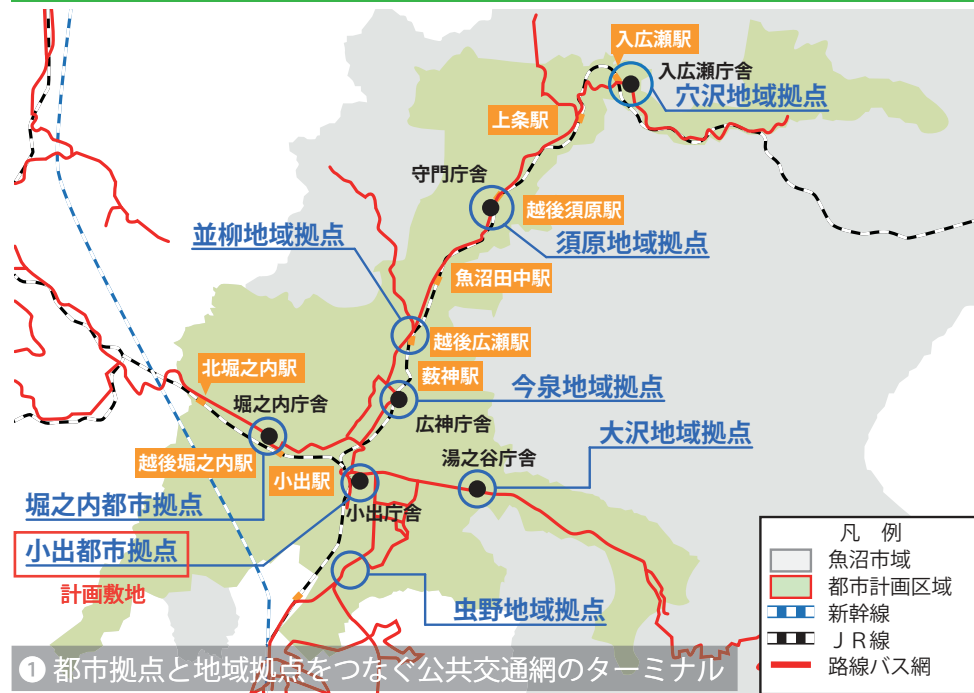 入広瀬駅
入広瀬庁舎
穴沢地域拠点
上条駅
守門庁舎
越後須原駅
須原地域拠点
並柳地域拠点
魚沼田中駅
越後広瀬駅
北堀之内駅
藪神駅
今泉地域拠点
堀之内庁舎
広神庁舎
大沢地域拠点
越後堀之内駅
小出駅
湯之谷庁舎
堀之内都市拠点
小出庁舎
小出都市拠点
計画敷地
虫野地域拠点
凡 例
魚沼市域
都市計画区域
新幹線
ＪＲ線
路線バス網
❶ 都市拠点と地域拠点をつなぐ公共交通網のターミナル